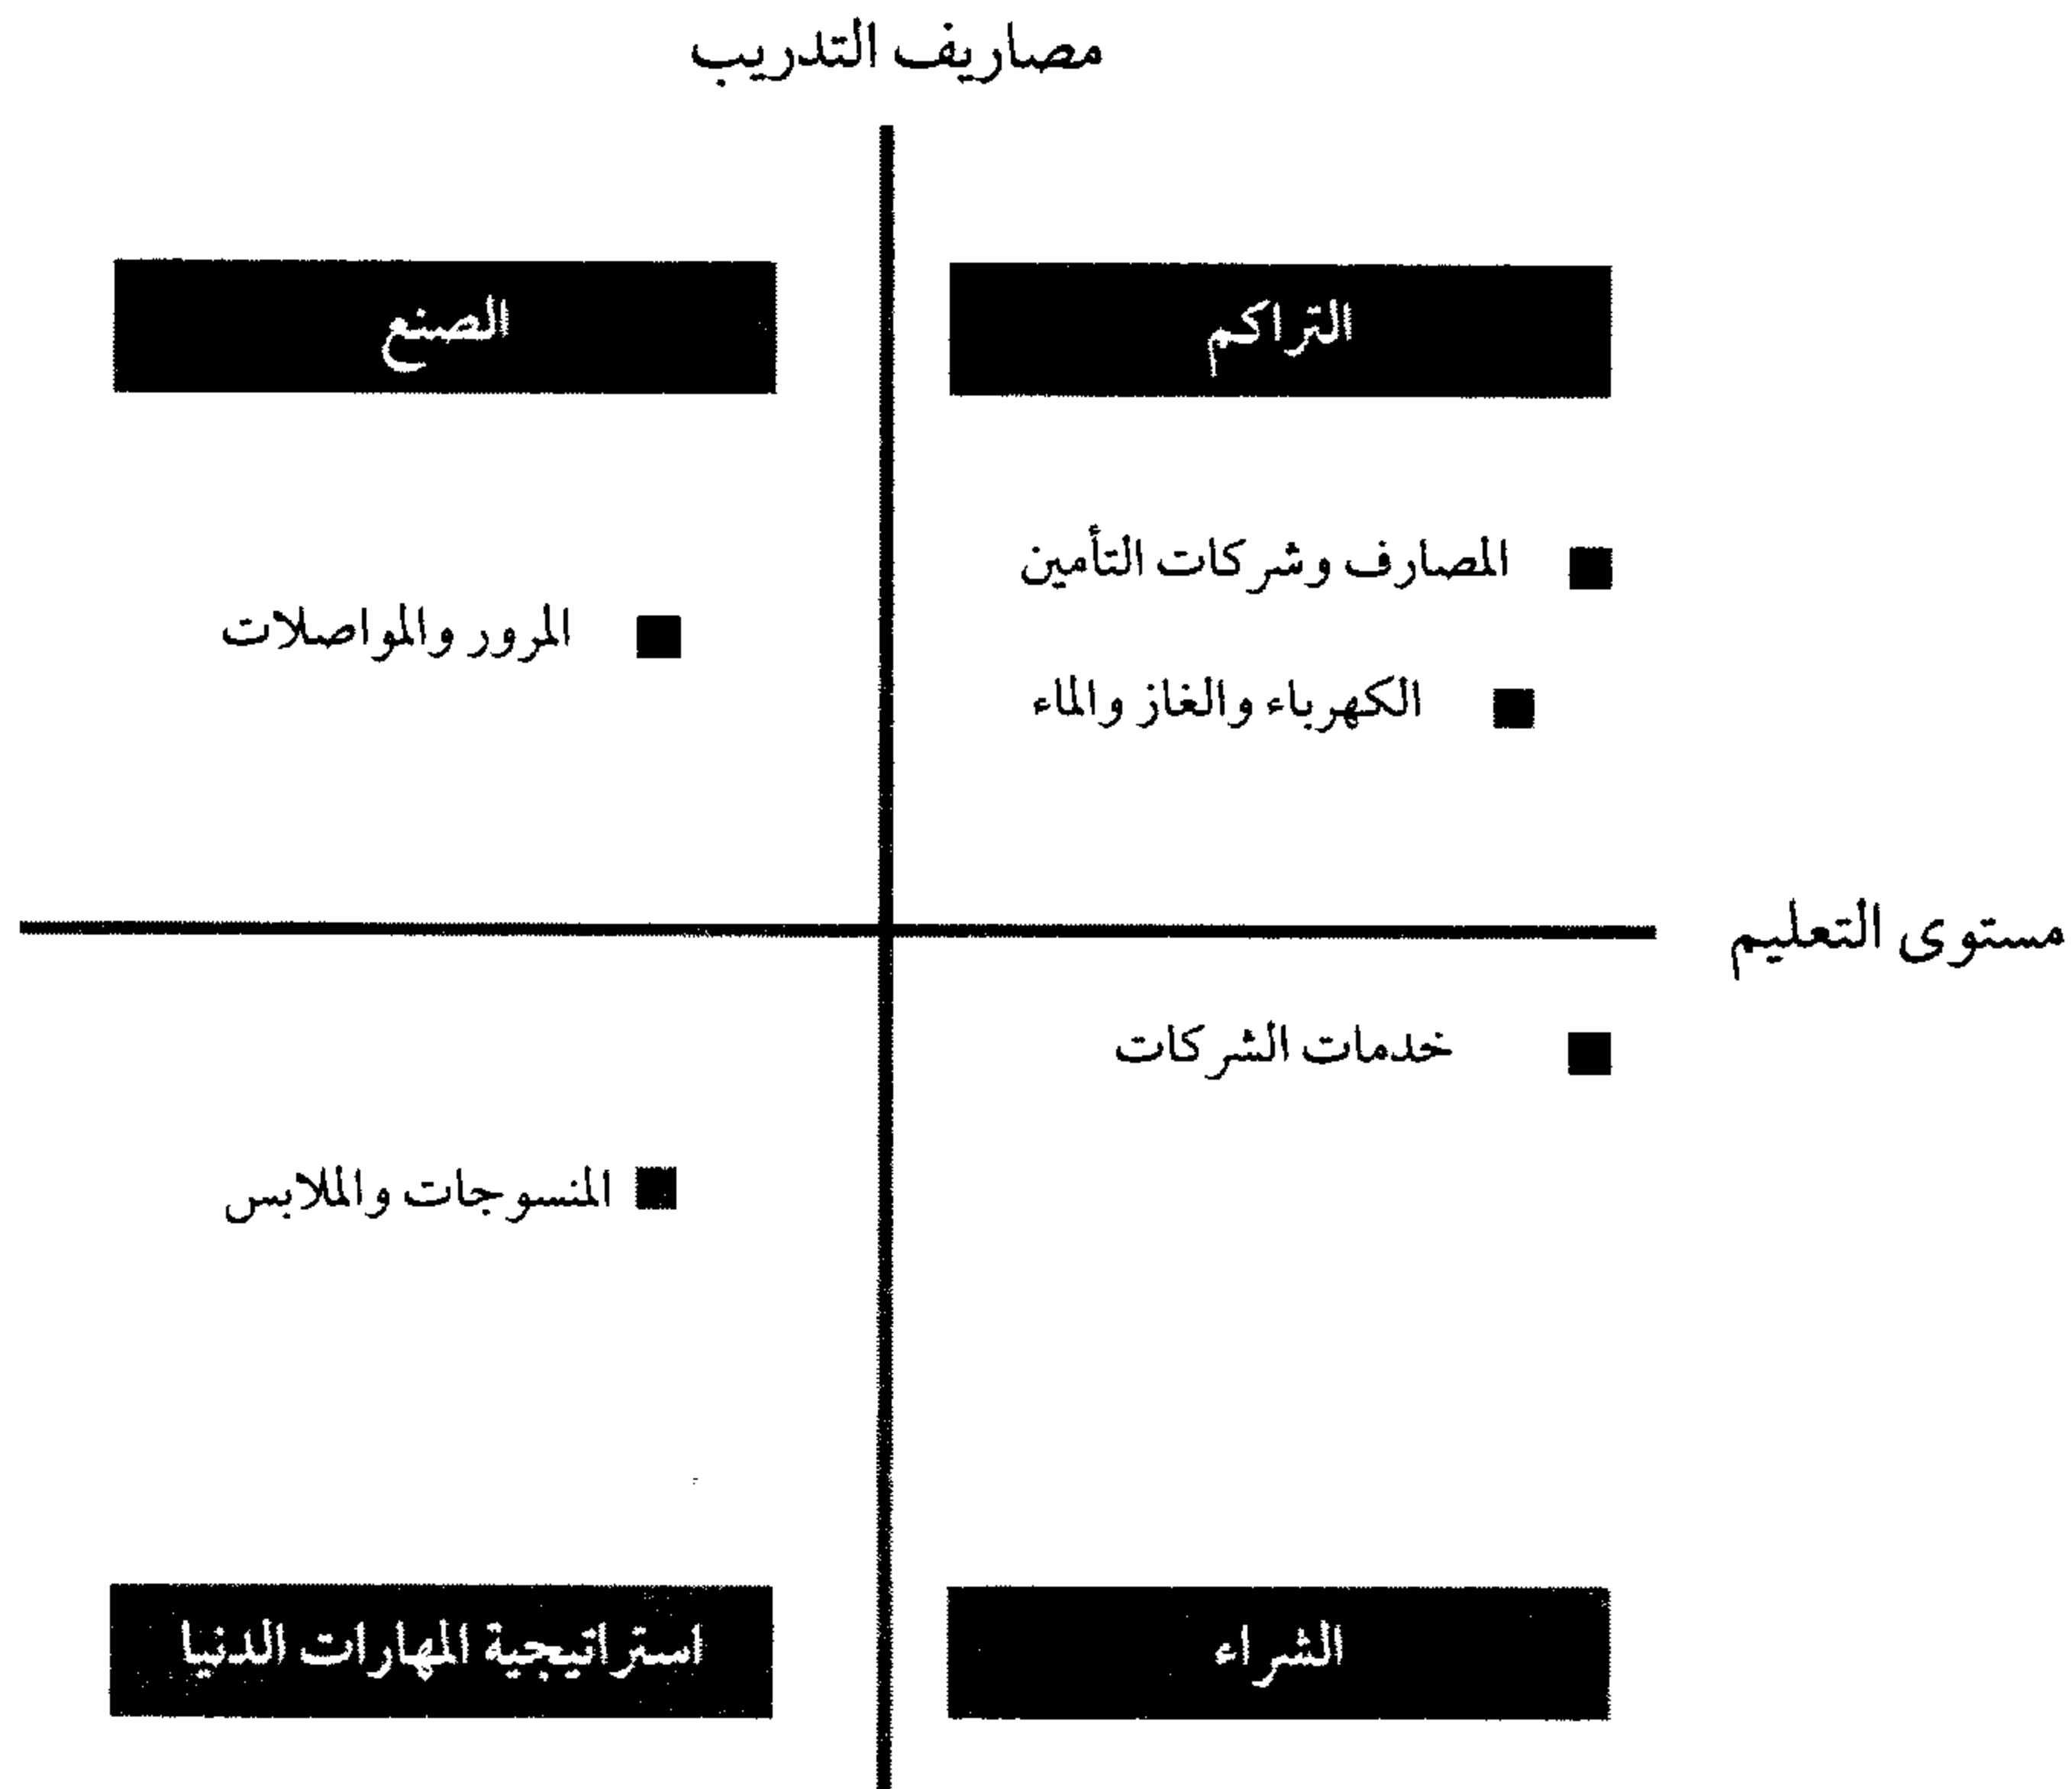 مصاريف التدريب
التراكم
الصنع
المصارف وشركات التأمين
المرور والمواصلات
الكهرباء والغاز والماء
مستوى التعليم
خدمات الشركات
المنسوجات والملابس
الشراء
استراتيجية المهارات الدنيا